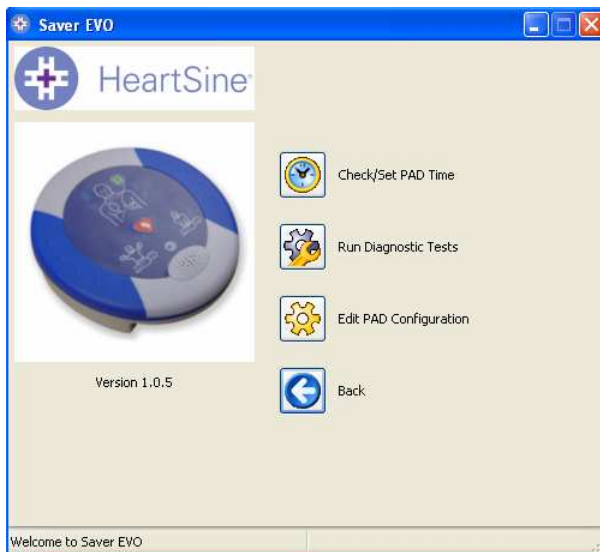 Saver EVO
HeartSine
Check/Set PAD Time
Run Diagnostic Tests
Edit PAD Configuration
Version 1.0.5
Back
Welcome to Saver EVO